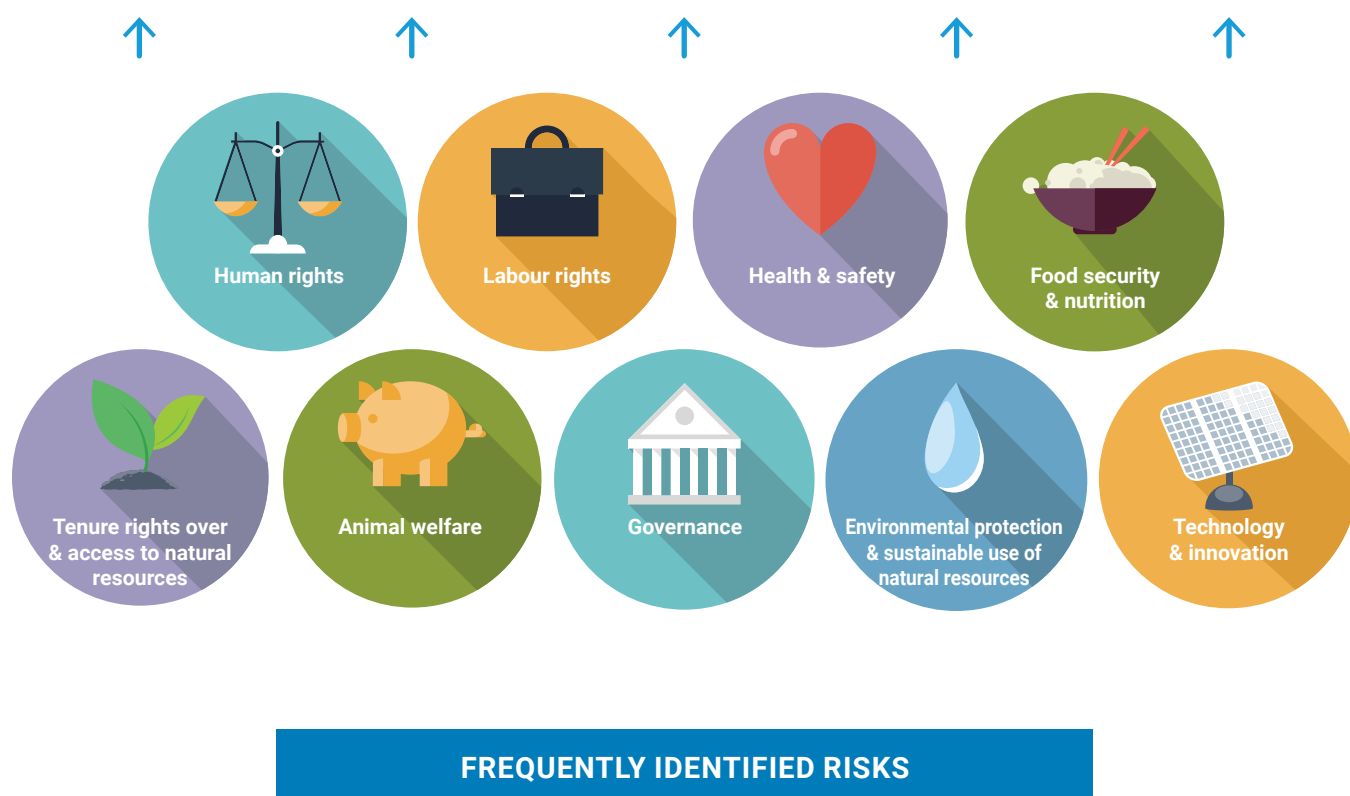 Human rights
Labour rights
Health & safety
Food security
& nutrition
Tenure rights over
& access to natural
resources
Animal welfare
Governance
Environmental protection
& sustainable use of
natural resources
Technology
& innovation
FREQUENTLY IDENTIFIED RISKS